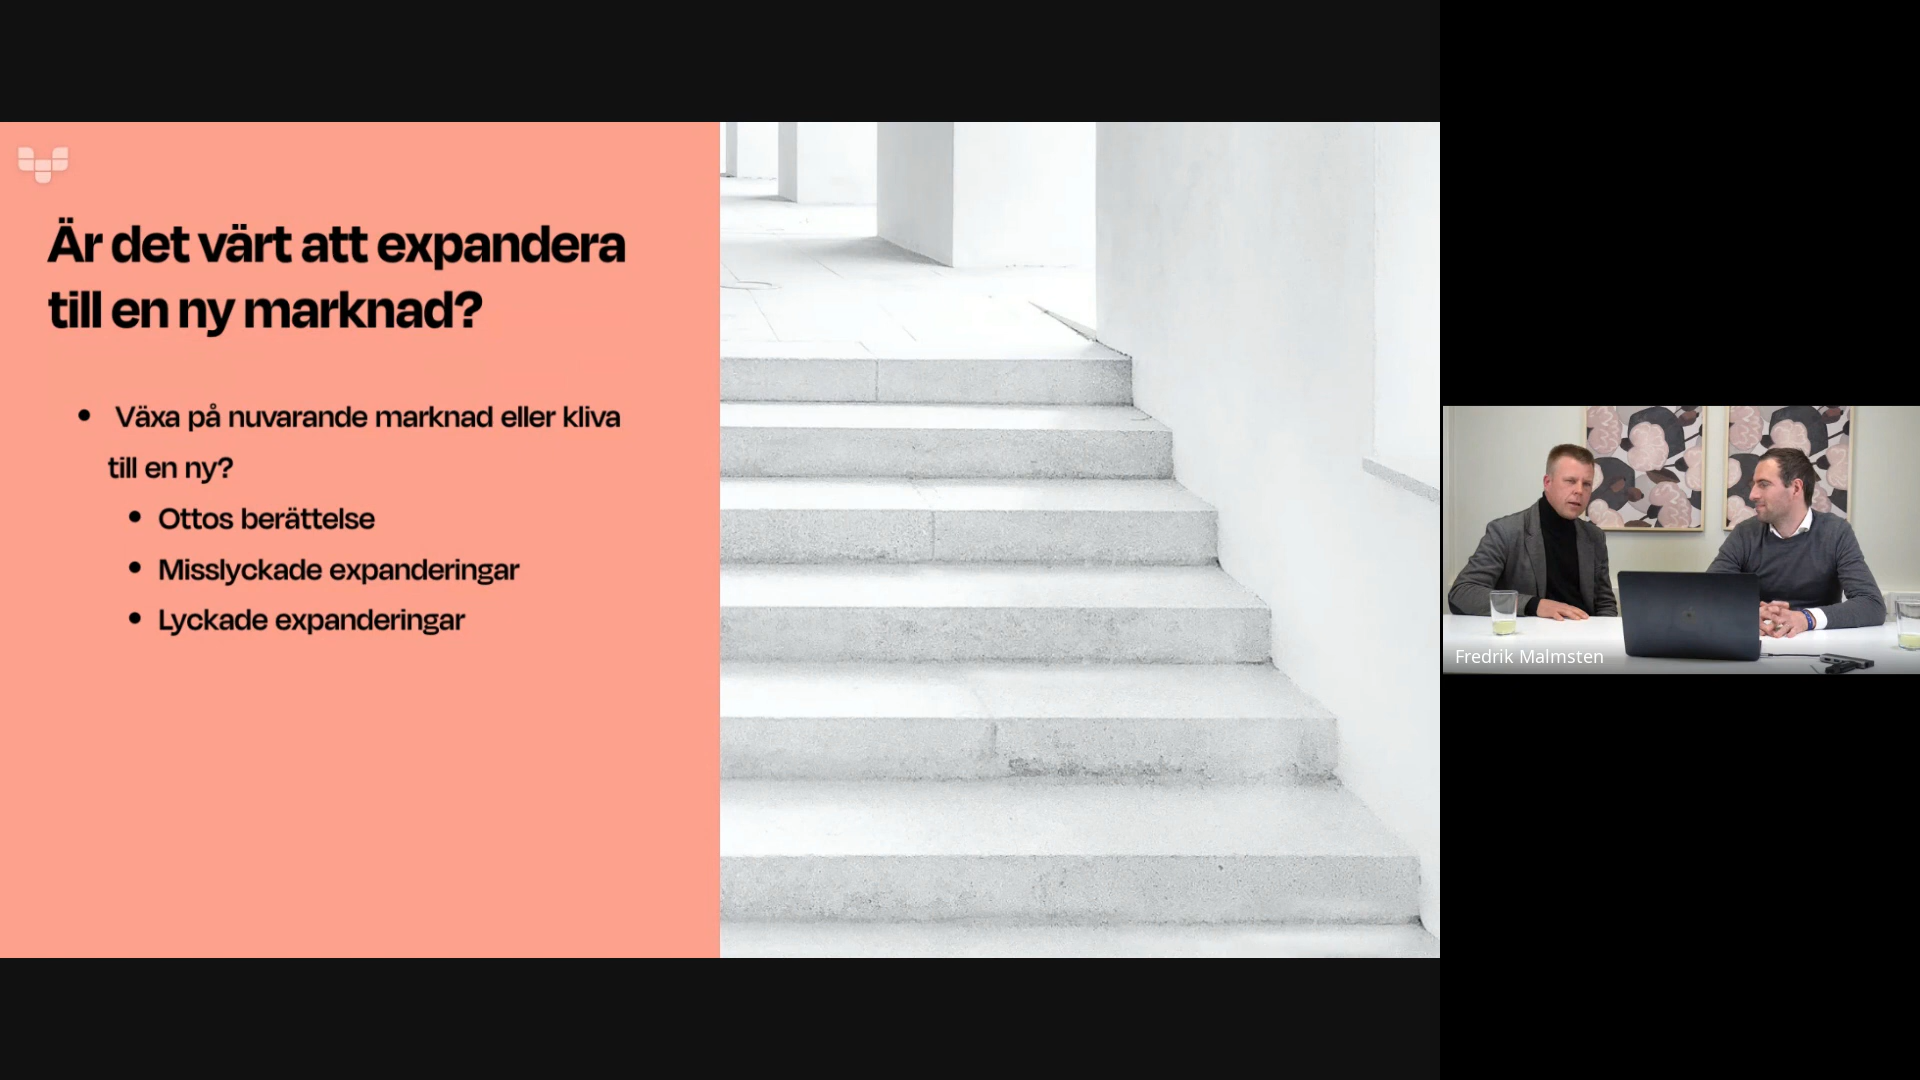 Är det värt att expandera
till en ny marknad?
• Växa på nuvarande marknad eller kliva
till en ny?
• Ottos berättelse
• Misslyckade expanderingar
• Lyckade expanderingar
Fredrik Malmsten